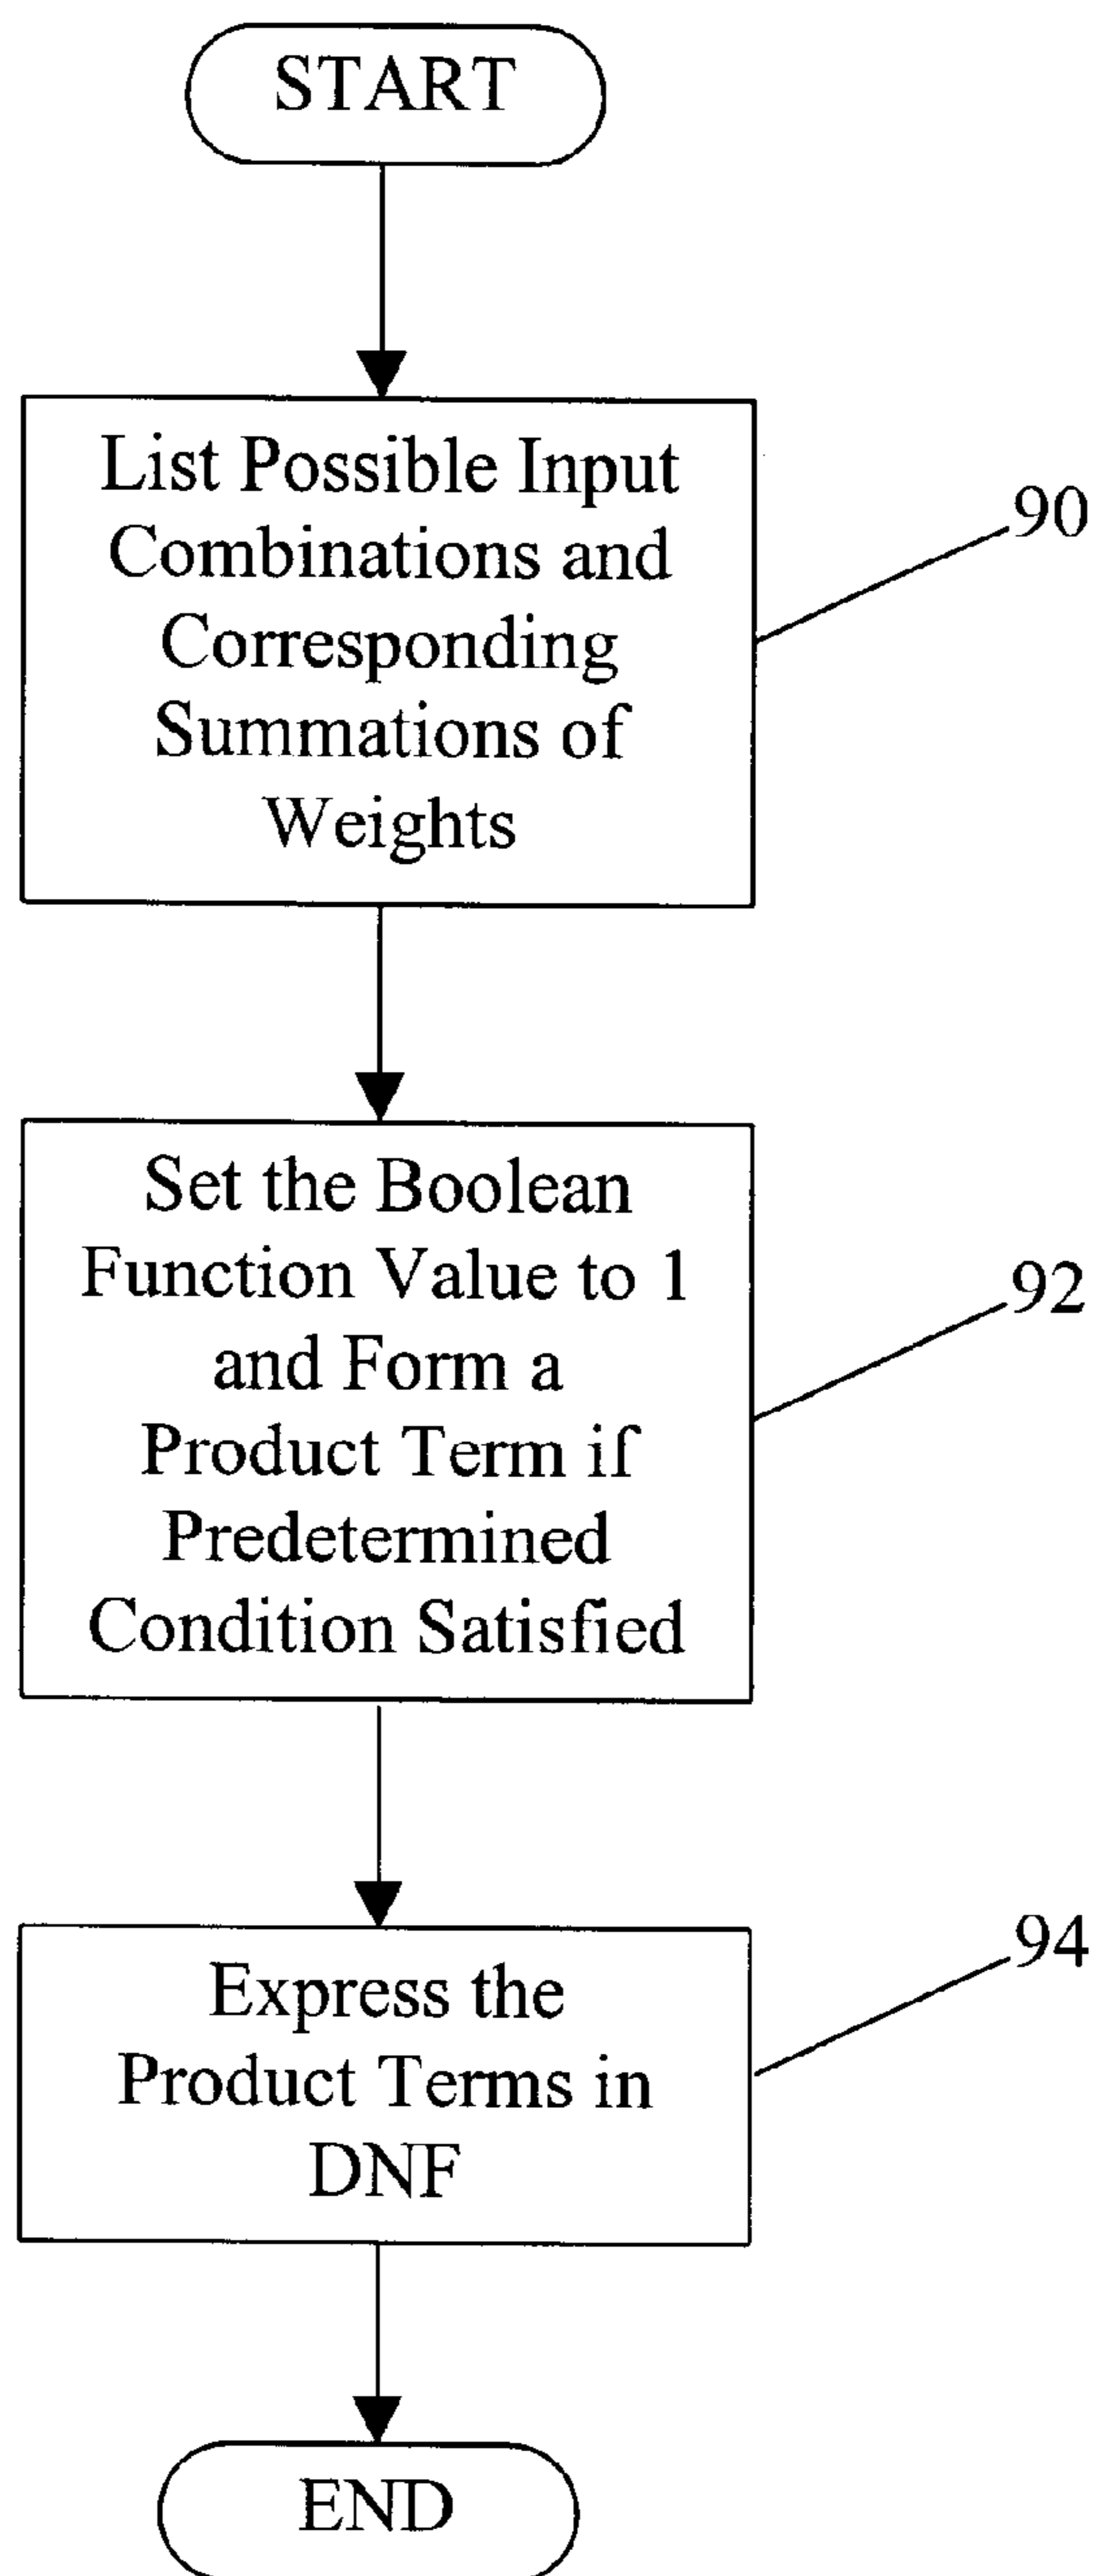 START
List Possible Input
Combinations and
Corresponding
Summations of
Weights
90
Set the Boolean
Function Value to 1
and Form a
Product Term if
Predetermined
Condition Satisfied
92
Express the
Product Terms in
DNF
94
END